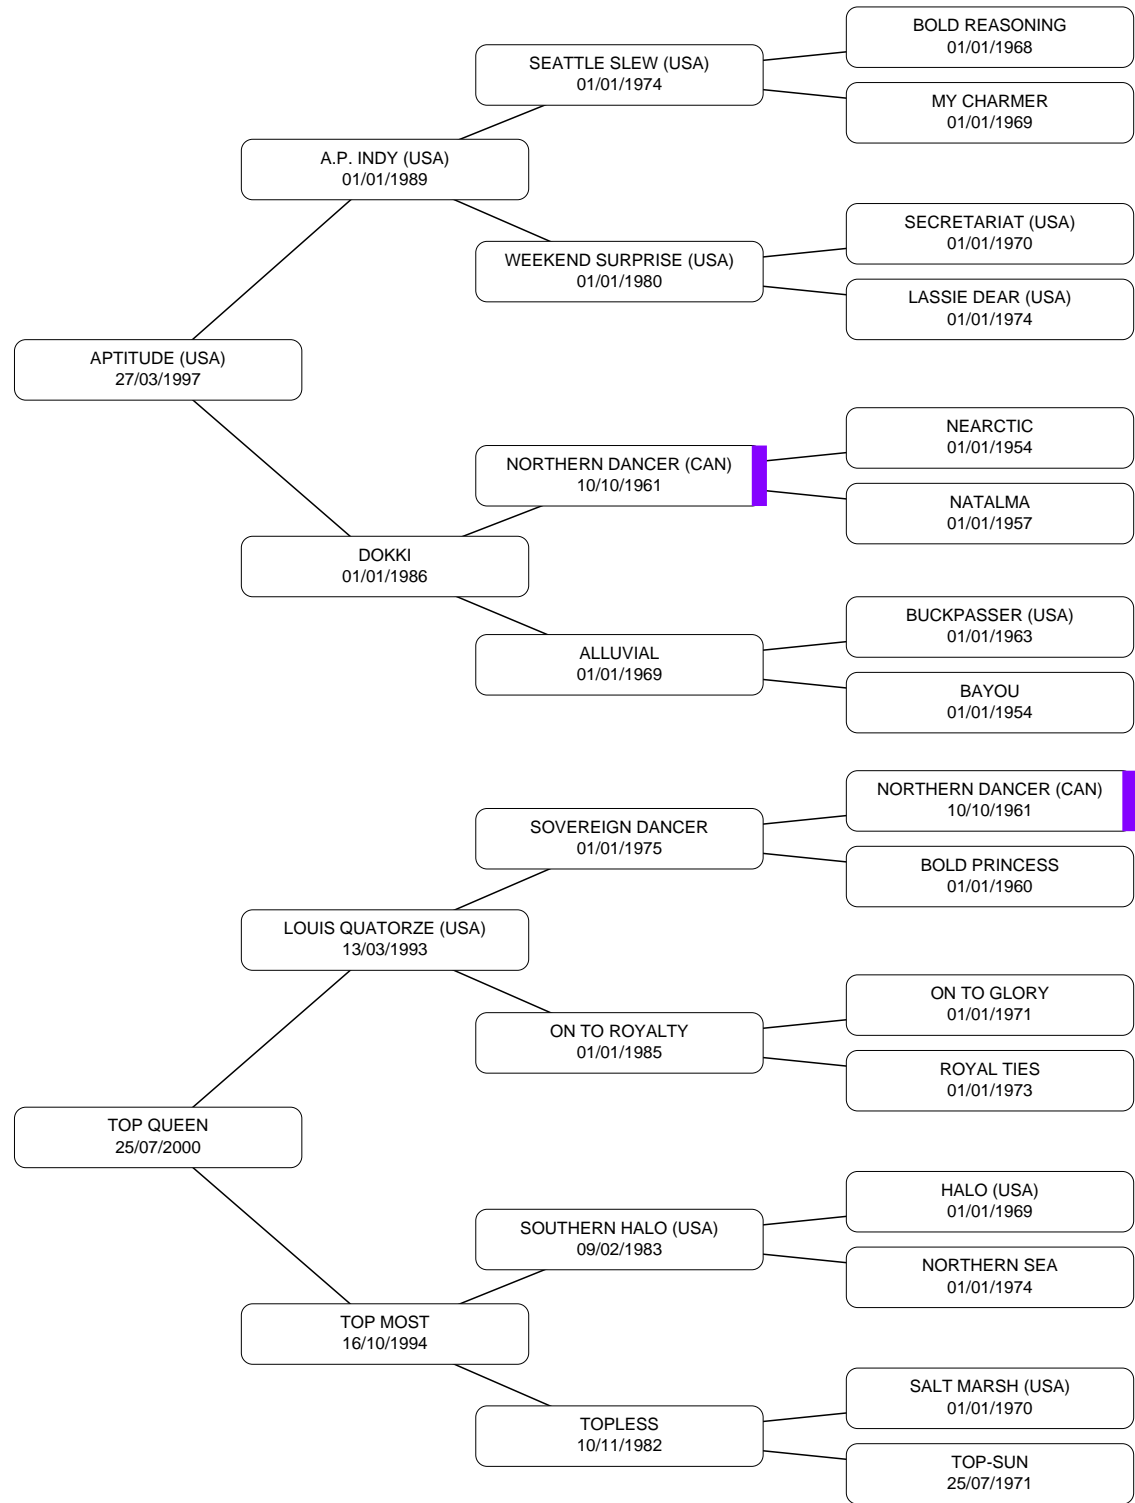 BOLD REASONING
01/01/1968
SEATTLE SLEW (USA)
01/01/1974
MY CHARMER
01/01/1969
A.P. INDY (USA)
01/01/1989
SECRETARIAT (USA)
01/01/1970
WEEKEND SURPRISE (USA)
01/01/1980
LASSIE DEAR (USA)
01/01/1974
APTITUDE (USA)
27/03/1997
NEARCTIC
01/01/1954
NORTHERN DANCER (CAN)
10/10/1961
NATALMA
01/01/1957
DOKKI
01/01/1986
BUCKPASSER (USA)
01/01/1963
ALLUVIAL
01/01/1969
BAYOU
01/01/1954
NORTHERN DANCER (CAN)
10/10/1961
SOVEREIGN DANCER
01/01/1975
BOLD PRINCESS
01/01/1960
LOUIS QUATORZE (USA)
13/03/1993
ON TO GLORY
01/01/1971
ON TO ROYALTY
01/01/1985
ROYAL TIES
01/01/1973
TOP QUEEN
25/07/2000
HALO (USA)
01/01/1969
SOUTHERN HALO (USA)
09/02/1983
NORTHERN SEA
01/01/1974
TOP MOST
16/10/1994
SALT MARSH (USA)
01/01/1970
TOPLESS
10/11/1982
TOP-SUN
25/07/1971